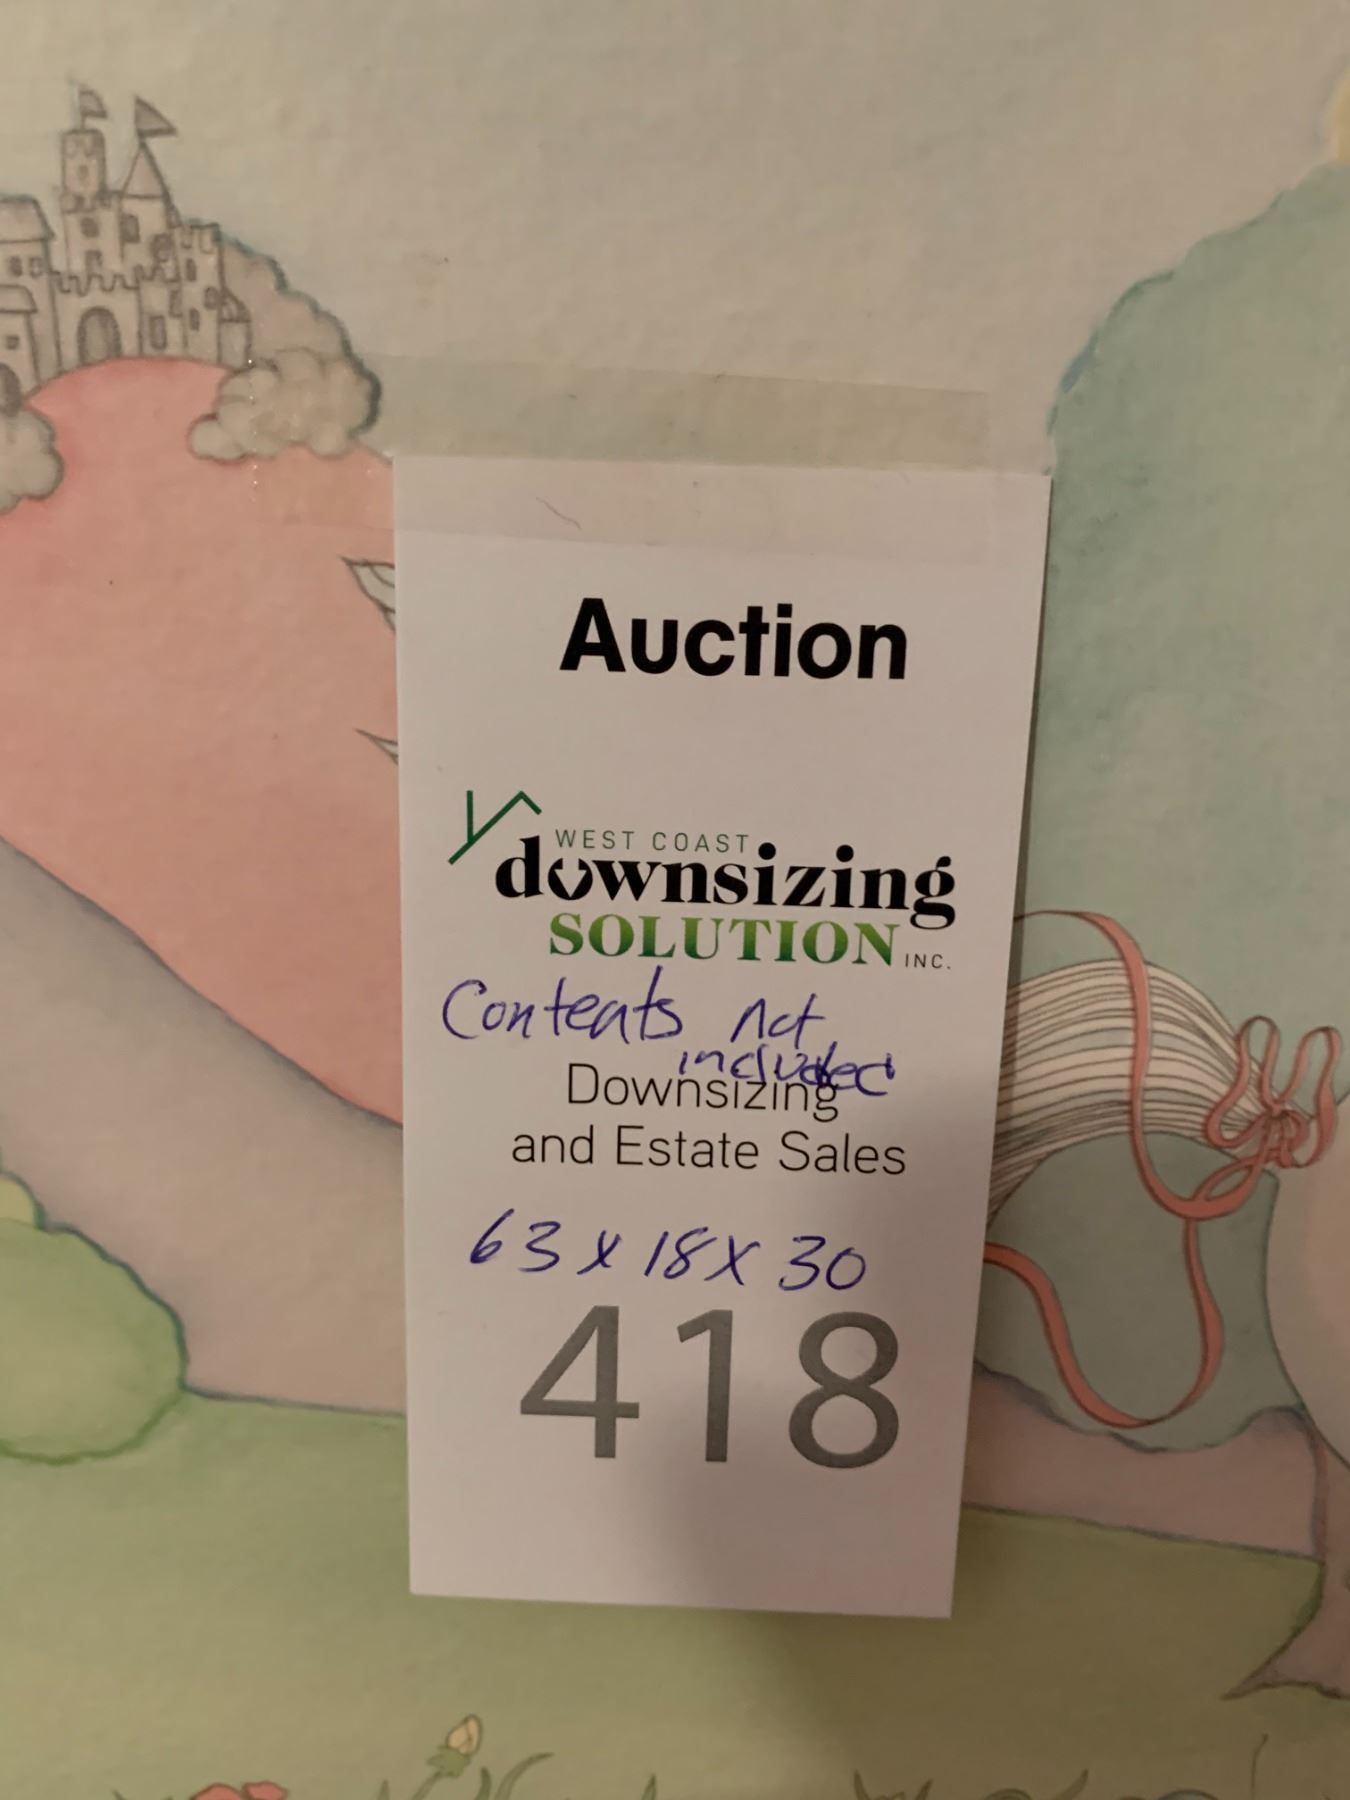 Auction
WEST COAST
downsizing
SOLUTION INC.
Contents not
included
Downsizing
and Estate Sales
63 x 18 x 30
418